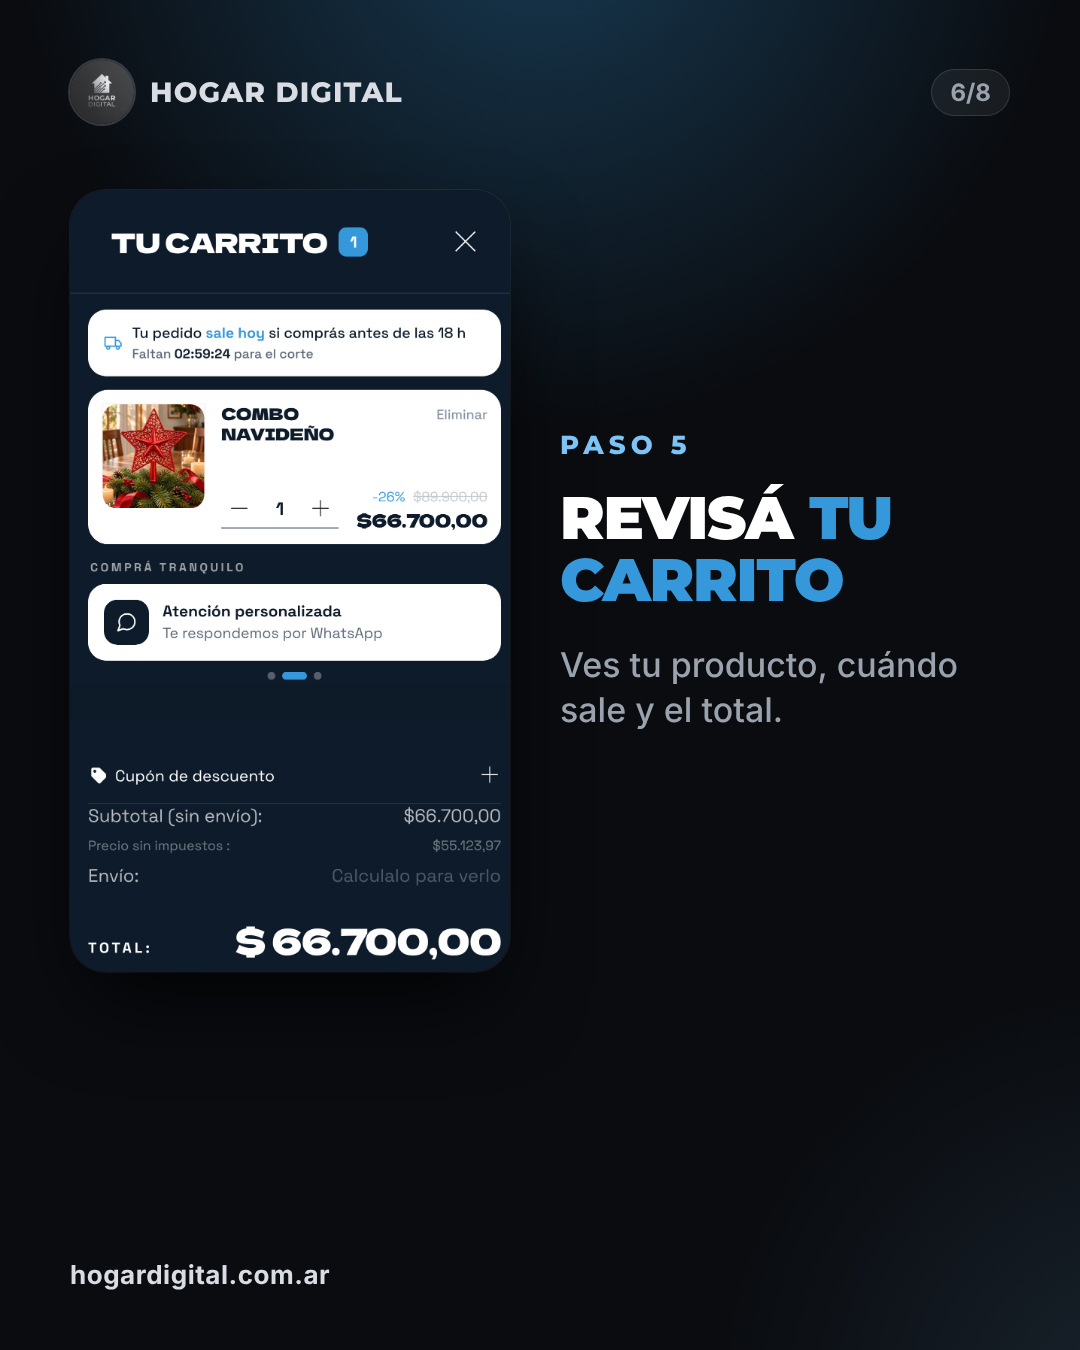 HOGAR
DIGITAL
HOGAR DIGITAL
6/8
TU CARRITO 1
Tu pedido sale hoy si comprás antes de las 18 h
Faltan 02:59:24 para el corte
COMBO
NAVIDEÑO
Eliminar
-26% $89.900,00
1
$66.700,00
COMPRÁ TRANQUILO
Atención personalizada
Te respondemos por WhatsApp
Cupón de descuento
Subtotal (sin envío): $66.700,00
Precio sin impuestos : $55.123,97
Envío: Calculalo para verlo
TOTAL: $ 66.700,00
PASO 5
REVISÁ TU
CARRITO
Ves tu producto, cuándo
sale y el total.
hogardigital.com.ar